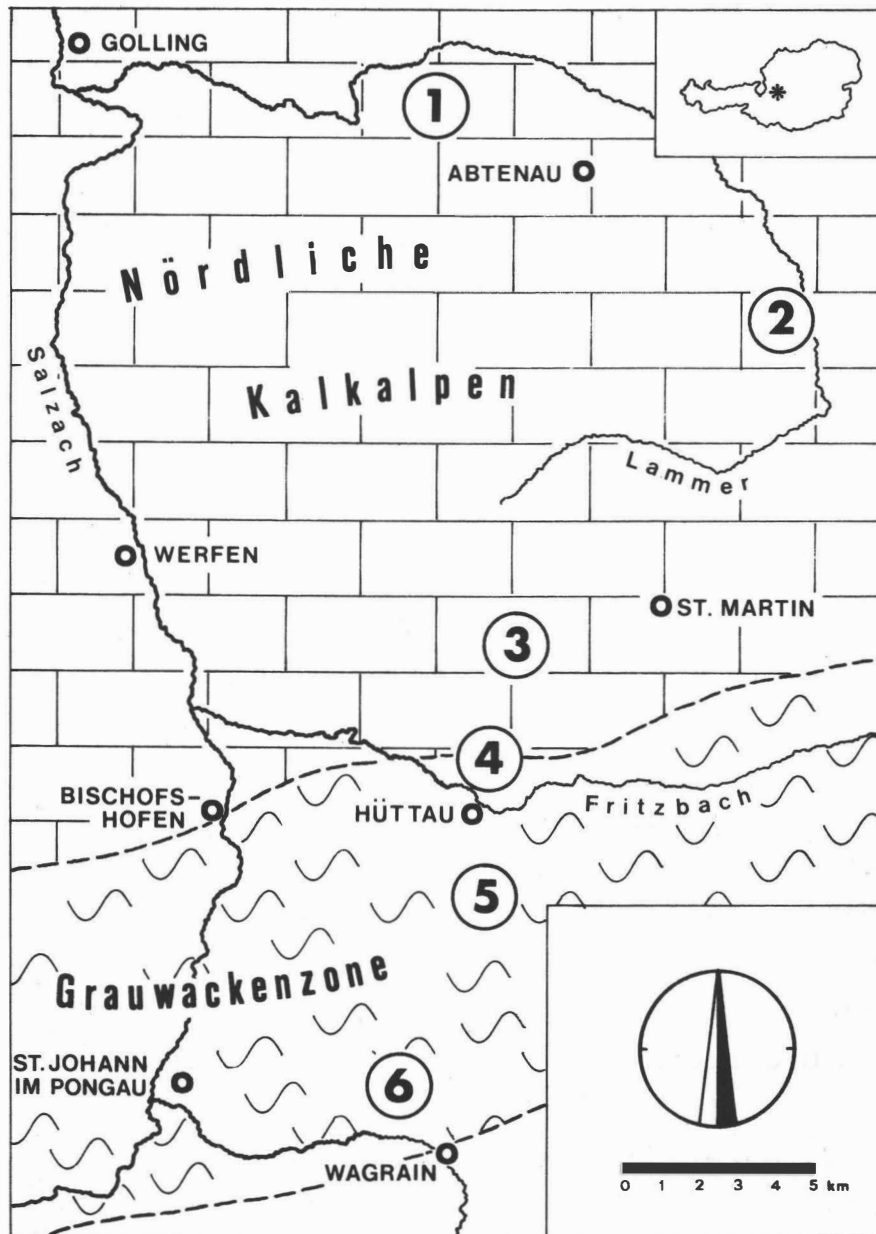 GOLLING
1
ABTENAU
Nördliche
2
Kalkalpen
Salzach
Lammer
WERFEN
ST. MARTIN
3
4
BISCHOFS-
HOFEN
HÜTTAU
Fritzbach
5
Grauwackenzone
ST. JOHANN
IM PONGAU
6
WAGRAIN
0 1 2 3 4 5 km